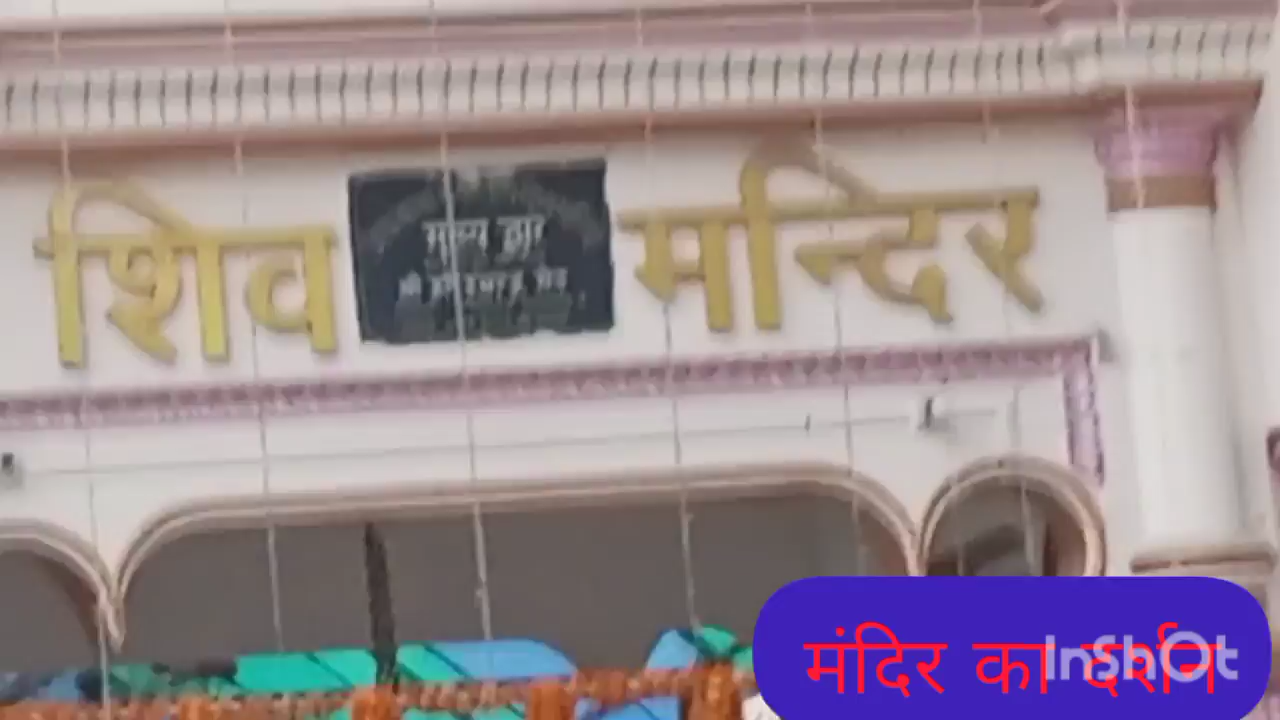 शिव मन्दिर
मुख्य द्वार
मंदिर का दर्शन
InShOt